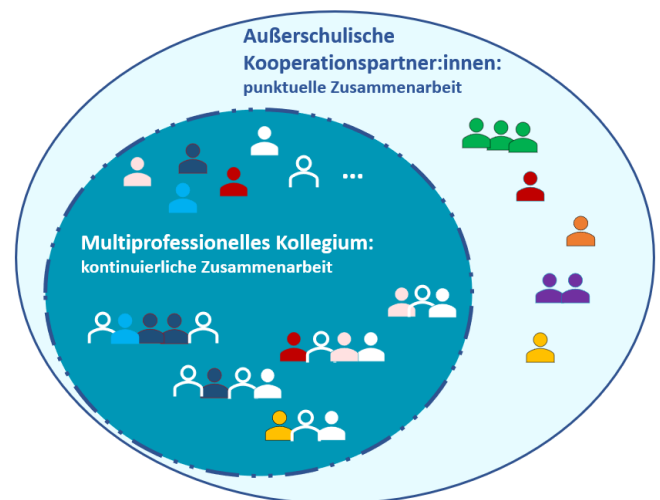 Außerschulische
Kooperationspartner:innen:
punktuelle Zusammenarbeit
...
Multiprofessionelles Kollegium:
kontinuierliche Zusammenarbeit